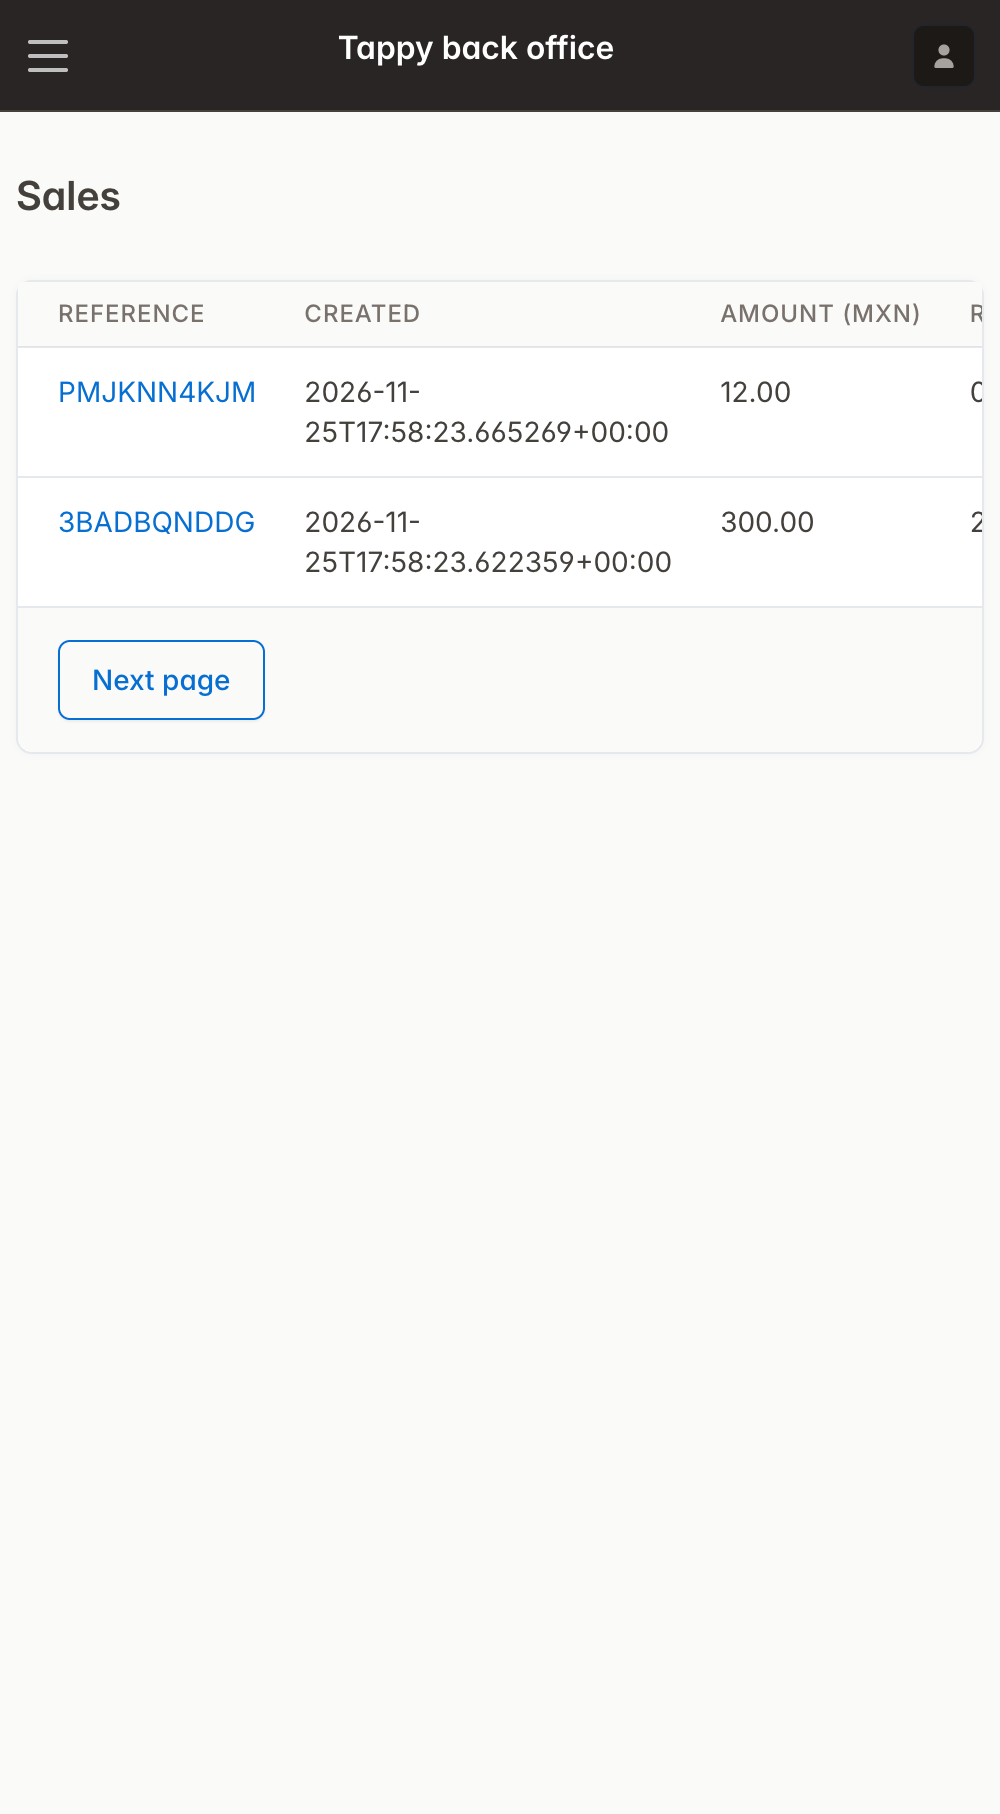 Tappy back office
Sales
REFERENCE CREATED AMOUNT (MXN)
PMJKNN4KJM 2026-11-25T17:58:23.665269+00:00 12.00
3BADBQNDDG 2026-11-25T17:58:23.622359+00:00 300.00
Next page